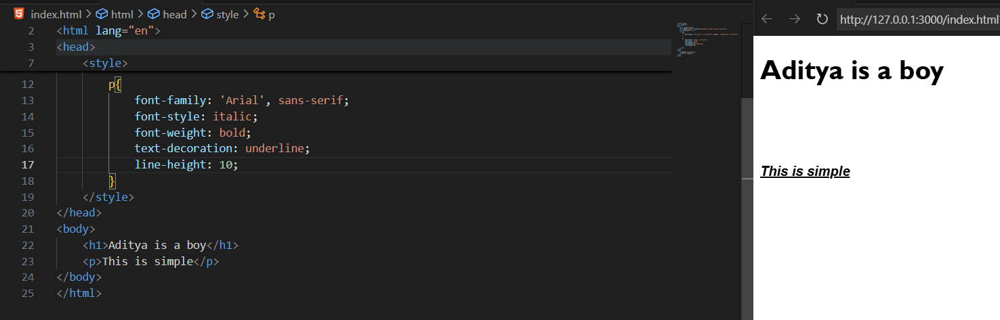 index.html > html > head > style > p
2 <html lang="en">
3 <head>
7 <style>
12 p{
13 font-family: 'Arial', sans-serif;
14 font-style: italic;
15 font-weight: bold;
16 text-decoration: underline;
17 line-height: 10;
18 }
19 </style>
20 </head>
21 <body>
22 <h1>Aditya is a boy</h1>
23 <p>This is simple</p>
24 </body>
25 </html>
http://127.0.0.1:3000/index.html
Aditya is a boy
This is simple